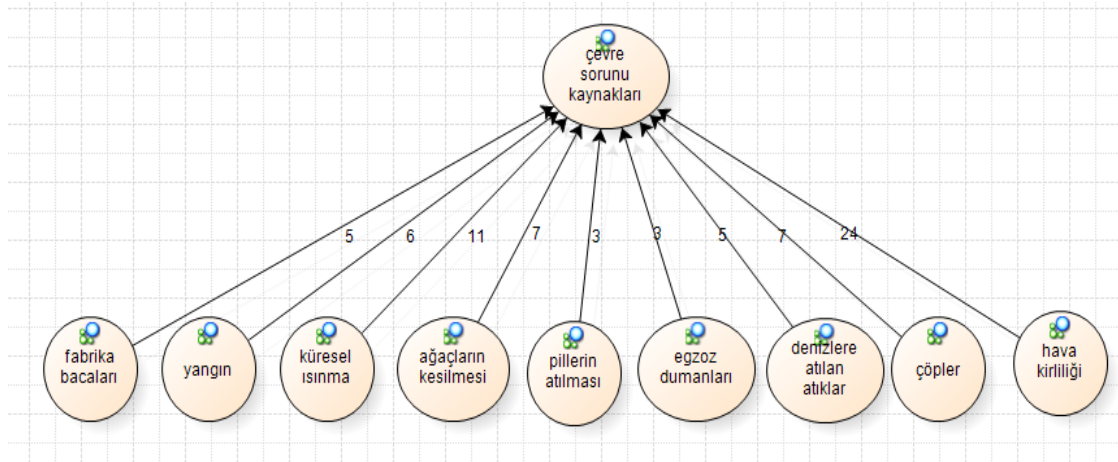 çevre
sorunu
kaynakları
5
6
11
7
3
3
5
7
24
fabrika
bacaları
yangın
küresel
ısınma
ağaçların
kesilmesi
pillerin
atılması
egzoz
dumanları
denizlere
atılan
atıklar
çöpler
hava
kirliliği